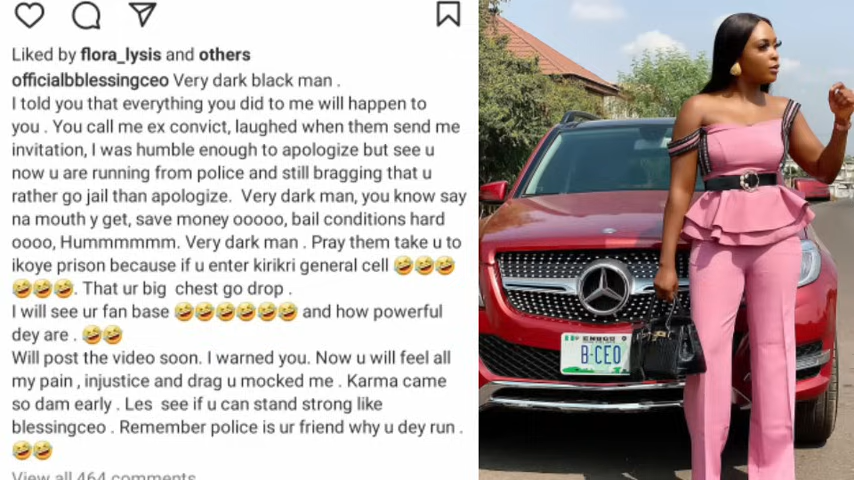 Liked by flora_lysis and others
officialbblessingceo Very dark black man .
I told you that everything you did to me will happen to
you . You call me ex convict, laughed when them send me
invitation, I was humble enough to apologize but see u
now u are running from police and still bragging that u
rather go jail than apologize. Very dark man, you know say
na mouth y get, save money ooooo, bail conditions hard
oooo, Hummmmmm. Very dark man . Pray them take u to
ikoye prison because if u enter kirikri general cell 🤣🤣🤣
🤣🤣🤣. That ur big chest go drop .
I will see ur fan base 🤣🤣🤣🤣🤣🤣 and how powerful
dey are . 🤣🤣
Will post the video soon. I warned you. Now u will feel all
my pain , injustice and drag u mocked me . Karma came
so dam early . Les see if u can stand strong like
blessingceo . Remember police is ur friend why u dey run .
🤣🤣
View all 464 comments
B-CEO